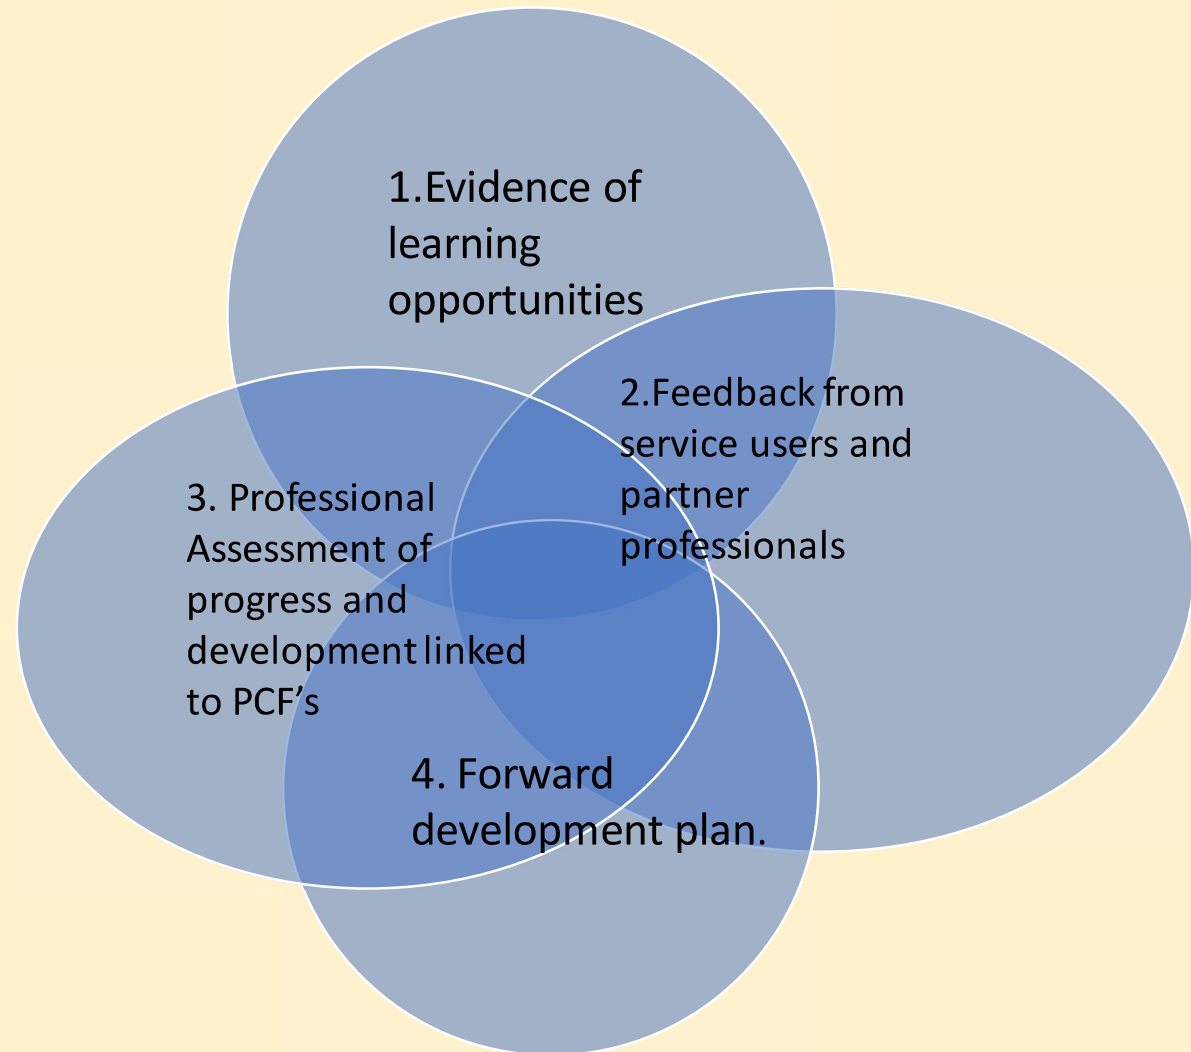 1.Evidence of
learning
opportunities
2.Feedback from
service users and
partner
professionals
3. Professional
Assessment of
progress and
development linked
to PCF’s
4. Forward
development plan.